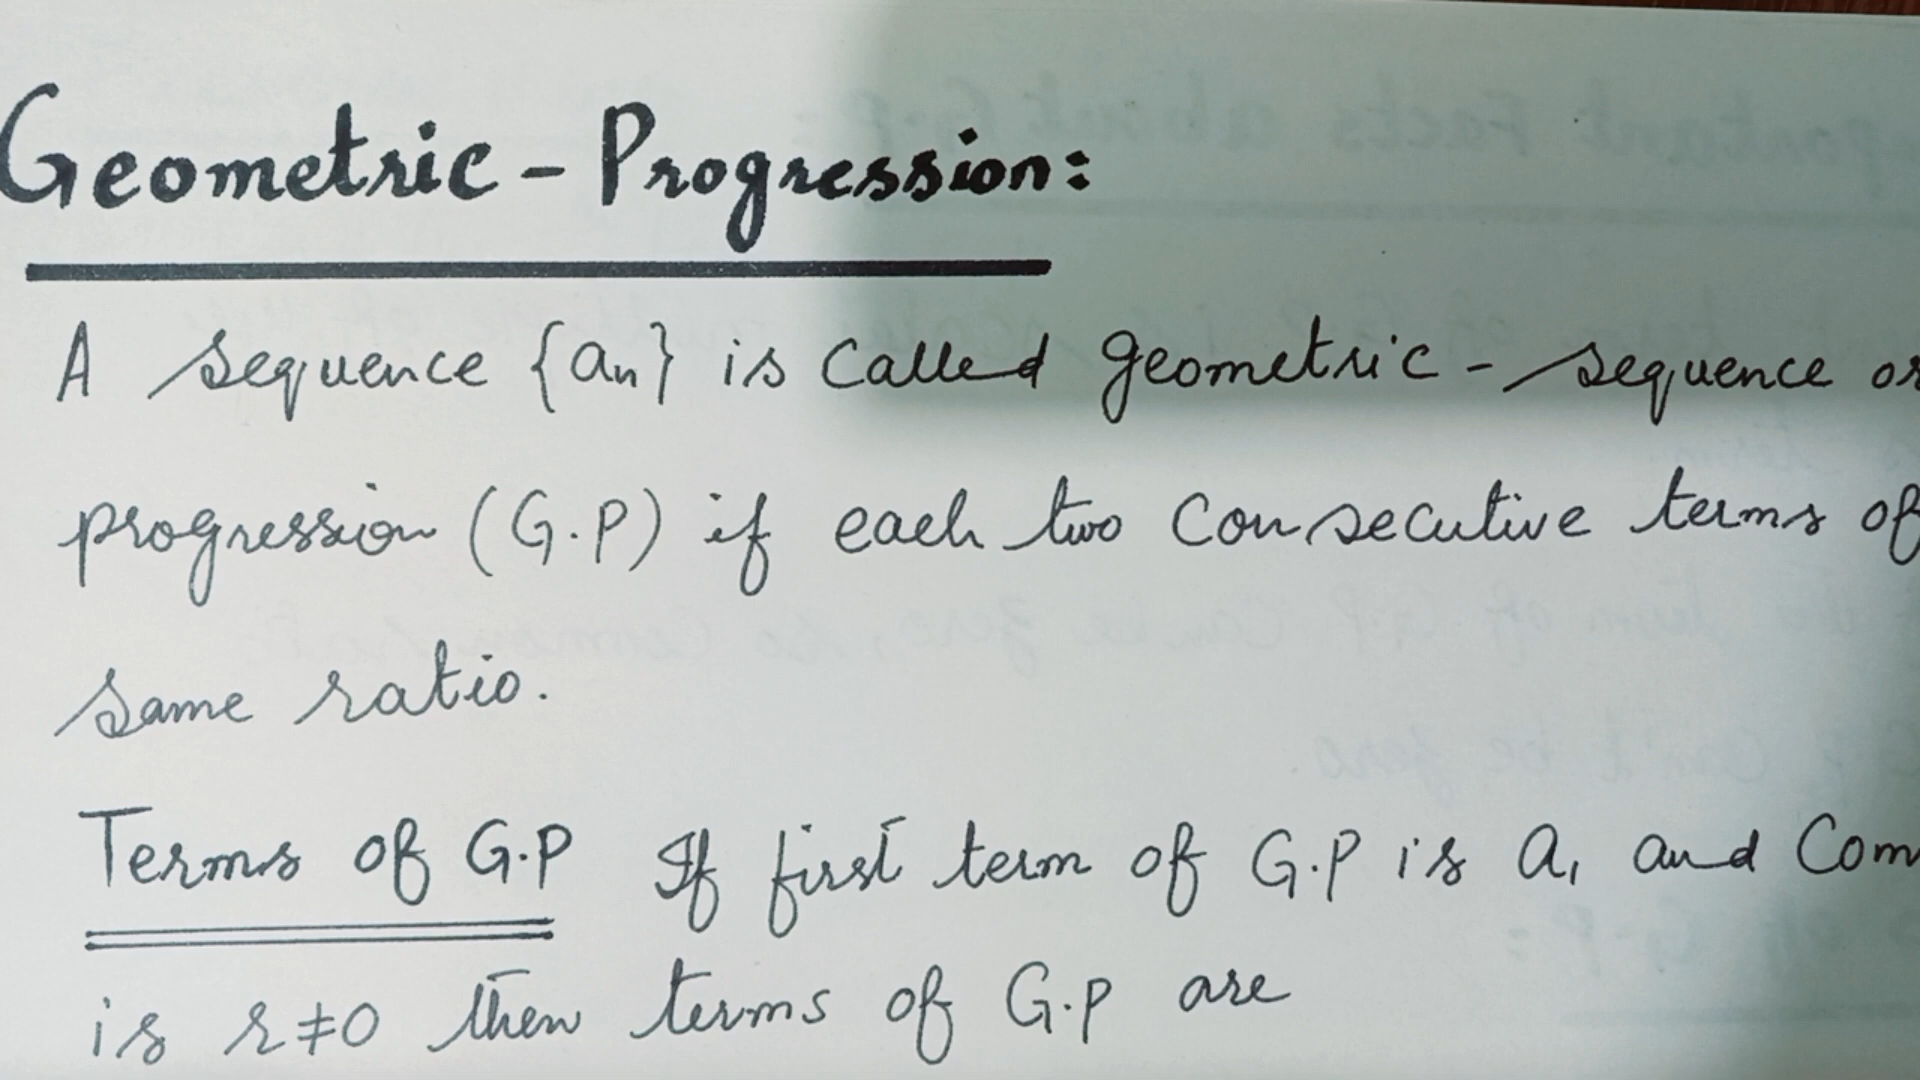 Geometric - Progression:
A sequence {an} is called geometric - sequence or
progression (G.P) if each two consecutive terms of
same ratio.
Terms of G.P If first term of G.P is a1 and Com
is r≠0 then terms of G.P are